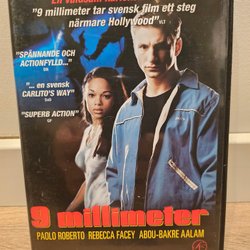 "9 millimeter tar svensk film ett steg
närmare Hollywood" VLT
"SPÄNNANDE OCH
ACTIONFYLLD..."
"... en svensk
CARLITO'S WAY"
"SUPERB ACTION"
9 millimeter
PAOLO ROBERTO REBECCA FACEY ABOU-BAKRE AALAM